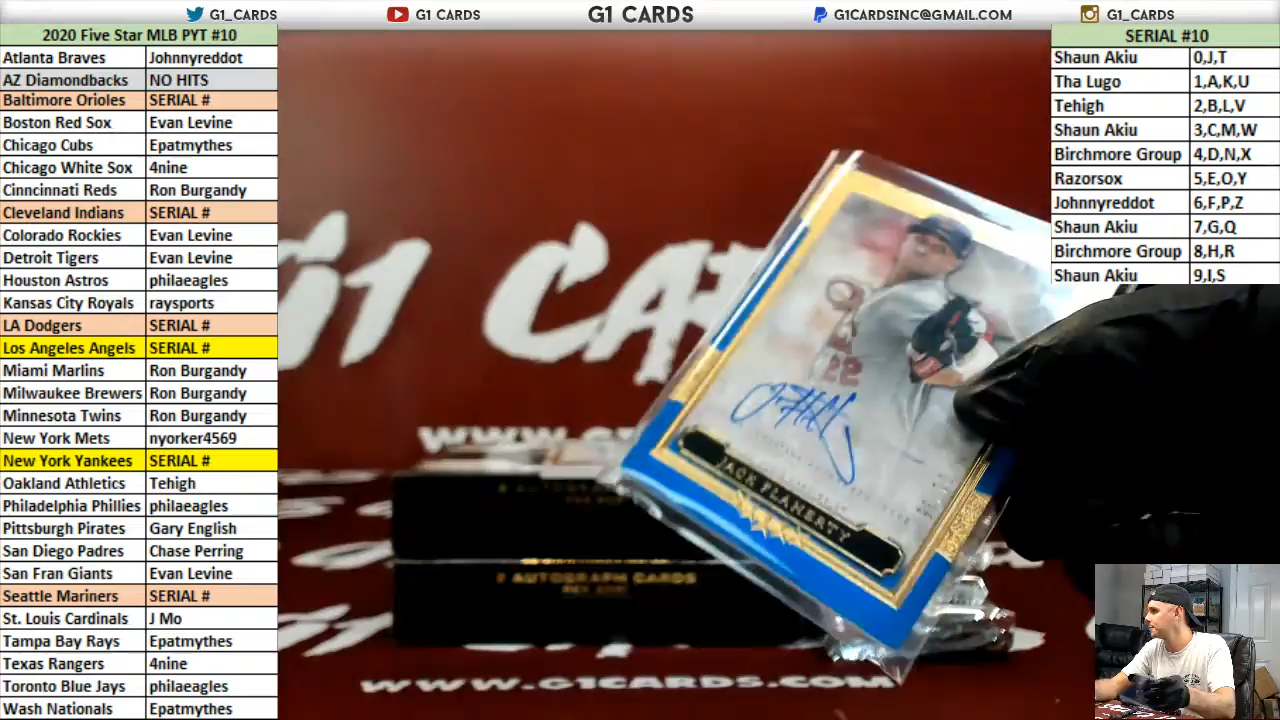 G1_CARDS
G1 CARDS
G1 CARDS
G1CARDSINC@GMAIL.COM
G1_CARDS
2020 Five Star MLB PYT #10
Atlanta Braves Johnnyreddot
AZ Diamondbacks NO HITS
Baltimore Orioles SERIAL #
Boston Red Sox Evan Levine
Chicago Cubs Epatmythes
Chicago White Sox 4nine
Cinncinnati Reds Ron Burgandy
Cleveland Indians SERIAL #
Colorado Rockies Evan Levine
Detroit Tigers Evan Levine
Houston Astros philaeagles
Kansas City Royals raysports
LA Dodgers SERIAL #
Los Angeles Angels SERIAL #
Miami Marlins Ron Burgandy
Milwaukee Brewers Ron Burgandy
Minnesota Twins Ron Burgandy
New York Mets nyorker4569
New York Yankees SERIAL #
Oakland Athletics Tehigh
Philadelphia Phillies philaeagles
Pittsburgh Pirates Gary English
San Diego Padres Chase Perring
San Fran Giants Evan Levine
Seattle Mariners SERIAL #
St. Louis Cardinals J Mo
Tampa Bay Rays Epatmythes
Texas Rangers 4nine
Toronto Blue Jays philaeagles
Wash Nationals Epatmythes
SERIAL #10
Shaun Akiu 0,J,T
Tha Lugo 1,A,K,U
Tehigh 2,B,L,V
Shaun Akiu 3,C,M,W
Birchmore Group 4,D,N,X
Razorsox 5,E,O,Y
Johnnyreddot 6,F,P,Z
Shaun Akiu 7,G,Q
Birchmore Group 8,H,R
Shaun Akiu 9,I,S
G1 CA
22
JACK FLAHERTY
WWW.G
AUTOGRAPH CARDS
WWW.G1CARDS.COM